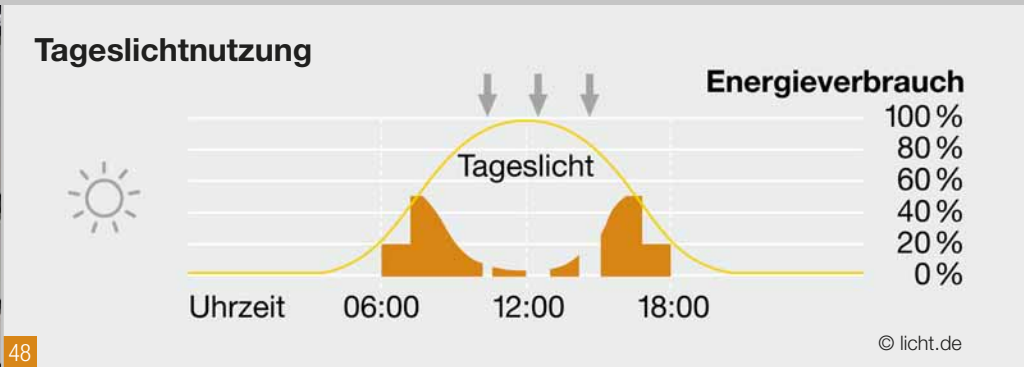 Tageslichtnutzung
Energieverbrauch
100 %
80 %
60 %
40 %
20 %
0 %
Tageslicht
Uhrzeit 06:00 12:00 18:00
48
© licht.de